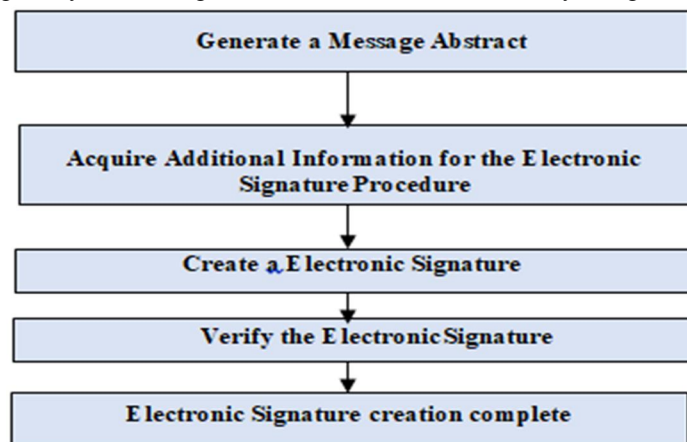 Generate a Message Abstract
Acquire Additional Information for the Electronic
Signature Procedure
Create a Electronic Signature
Verify the Electronic Signature
Electronic Signature creation complete